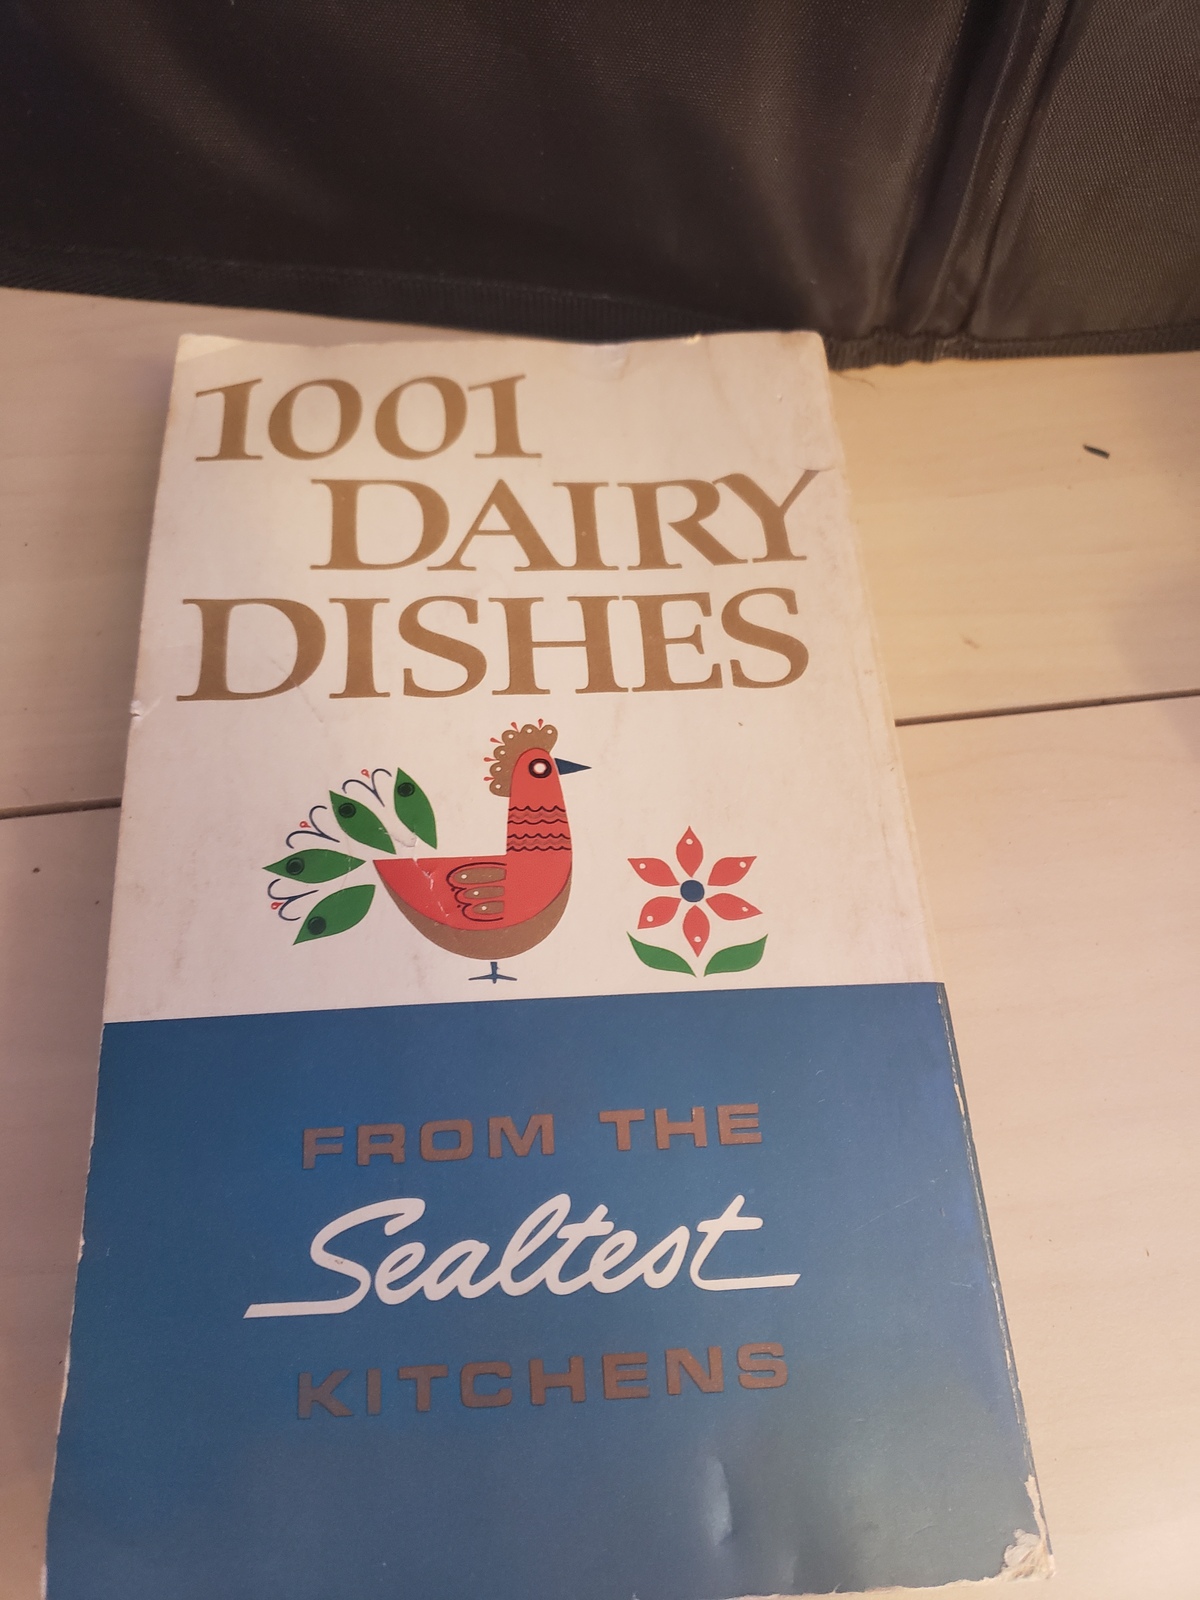 1001
DAIRY
DISHES
FROM THE
Sealtest
KITCHENS